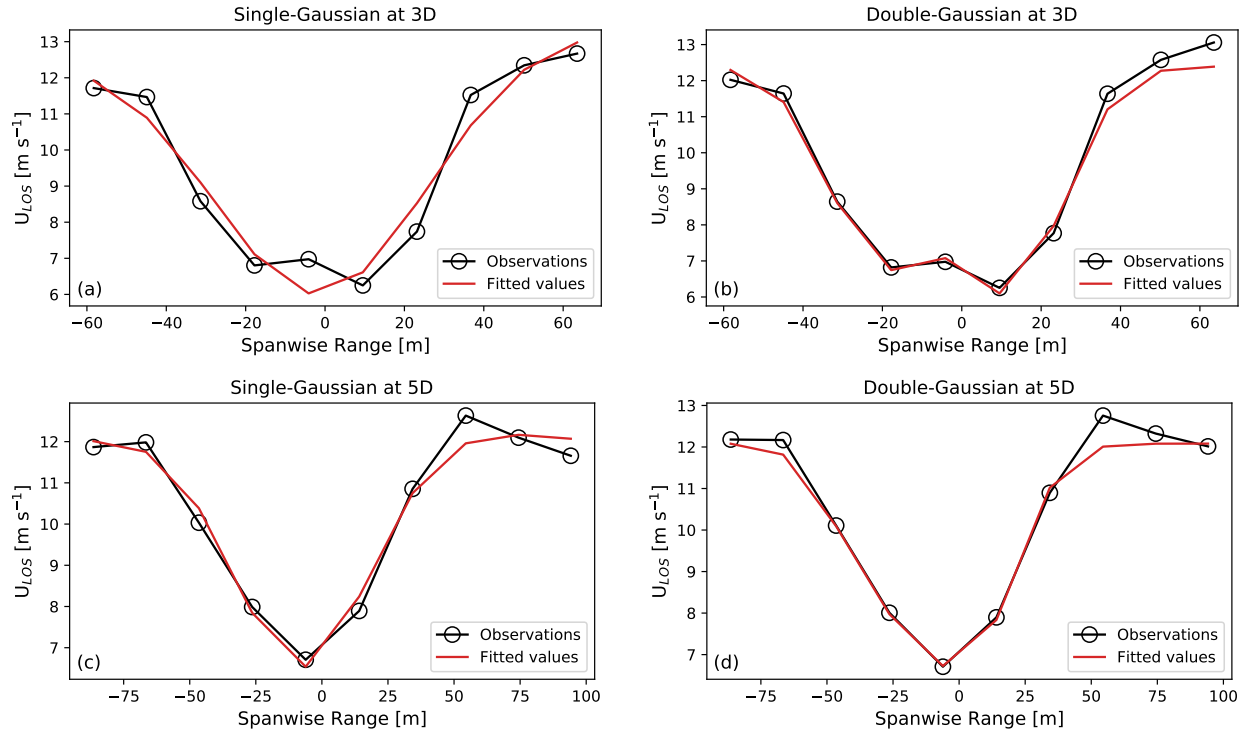 Single-Gaussian at 3D
13
12
11
10
9
8
7
6
U_LOS [m s⁻¹]
(a)
Observations
Fitted values
−60 −40 −20 0 20 40 60
Spanwise Range [m]
Double-Gaussian at 3D
13
12
11
10
9
8
7
6
U_LOS [m s⁻¹]
(b)
Observations
Fitted values
−60 −40 −20 0 20 40 60
Spanwise Range [m]
Single-Gaussian at 5D
12
11
10
9
8
7
U_LOS [m s⁻¹]
(c)
Observations
Fitted values
−75 −50 −25 0 25 50 75 100
Spanwise Range [m]
Double-Gaussian at 5D
13
12
11
10
9
8
7
U_LOS [m s⁻¹]
(d)
Observations
Fitted values
−75 −50 −25 0 25 50 75 100
Spanwise Range [m]